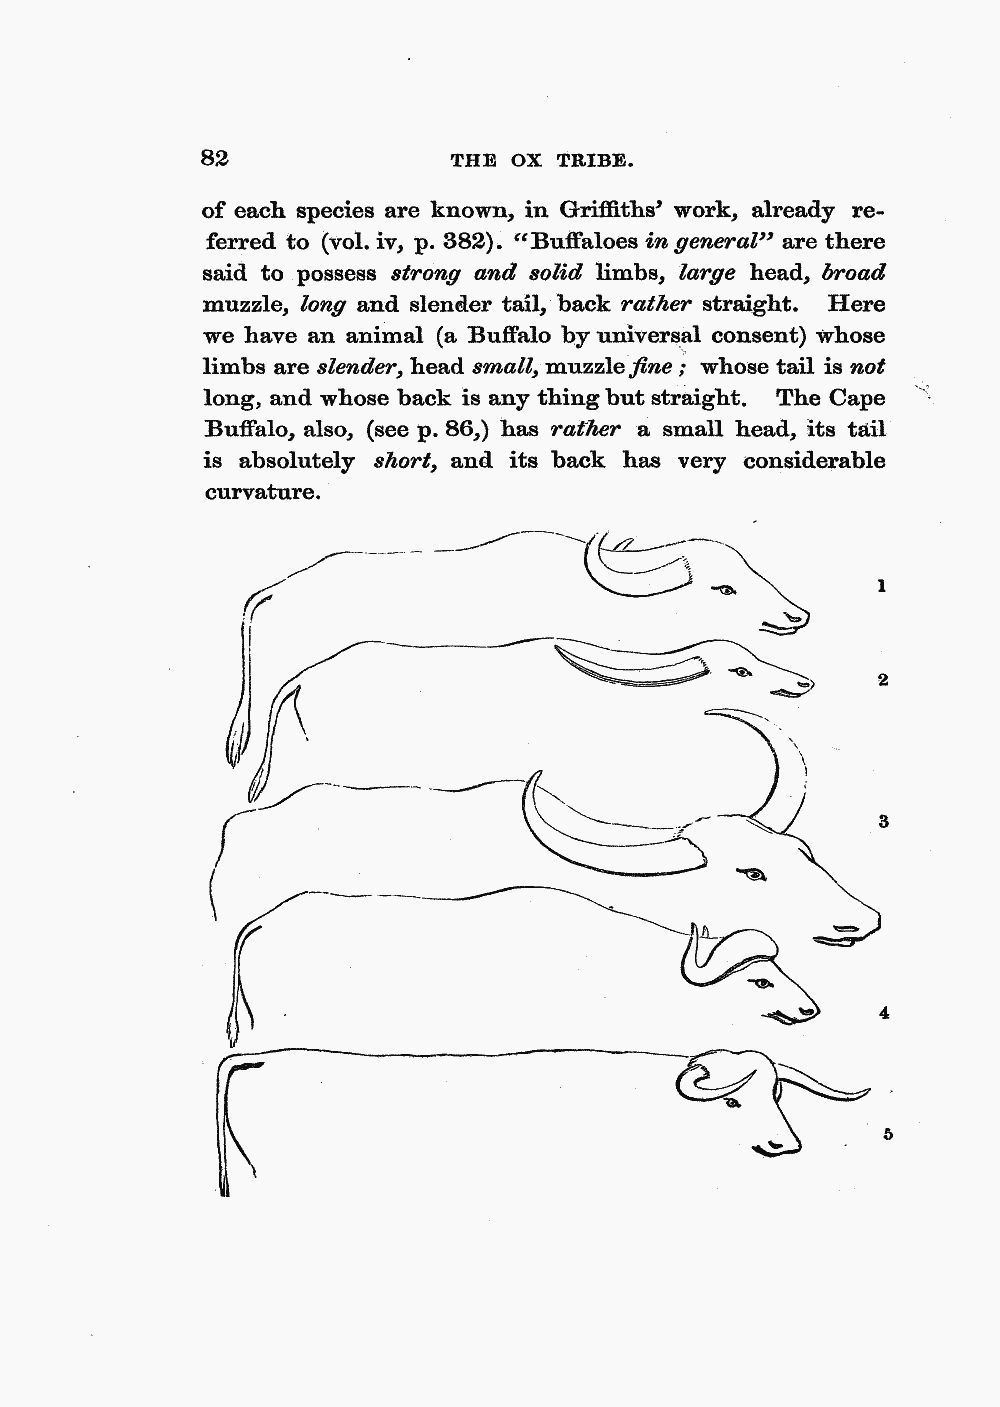 82 THE OX TRIBE.
of each species are known, in Griffiths’ work, already re-
ferred to (vol. iv, p. 382). “Buffaloes in general” are there
said to possess strong and solid limbs, large head, broad
muzzle, long and slender tail, back rather straight. Here
we have an animal (a Buffalo by universal consent) whose
limbs are slender, head small, muzzle fine; whose tail is not
long, and whose back is any thing but straight. The Cape
Buffalo, also, (see p. 86,) has rather a small head, its tail
is absolutely short, and its back has very considerable
curvature.
1
2
3
4
5